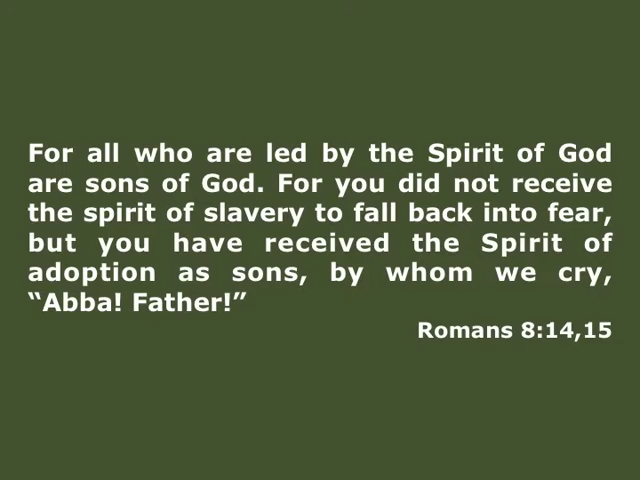 For all who are led by the Spirit of God
are sons of God. For you did not receive
the spirit of slavery to fall back into fear,
but you have received the Spirit of
adoption as sons, by whom we cry,
“Abba! Father!”
Romans 8:14,15